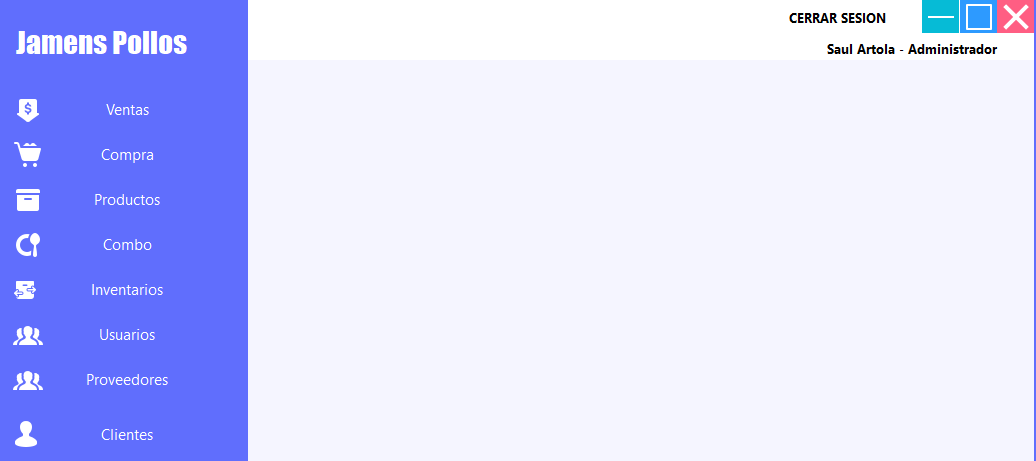 Jamens Pollos
CERRAR SESION
Saul Artola - Administrador
Ventas
Compra
Productos
Combo
Inventarios
Usuarios
Proveedores
Clientes